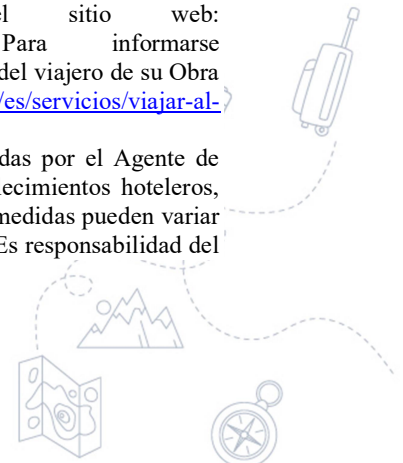 el sitio web:
Para informarse
del viajero de su Obra
/es/servicios/viajar-al-
das por el Agente de
lecimientos hoteleros,
medidas pueden variar
Es responsabilidad del